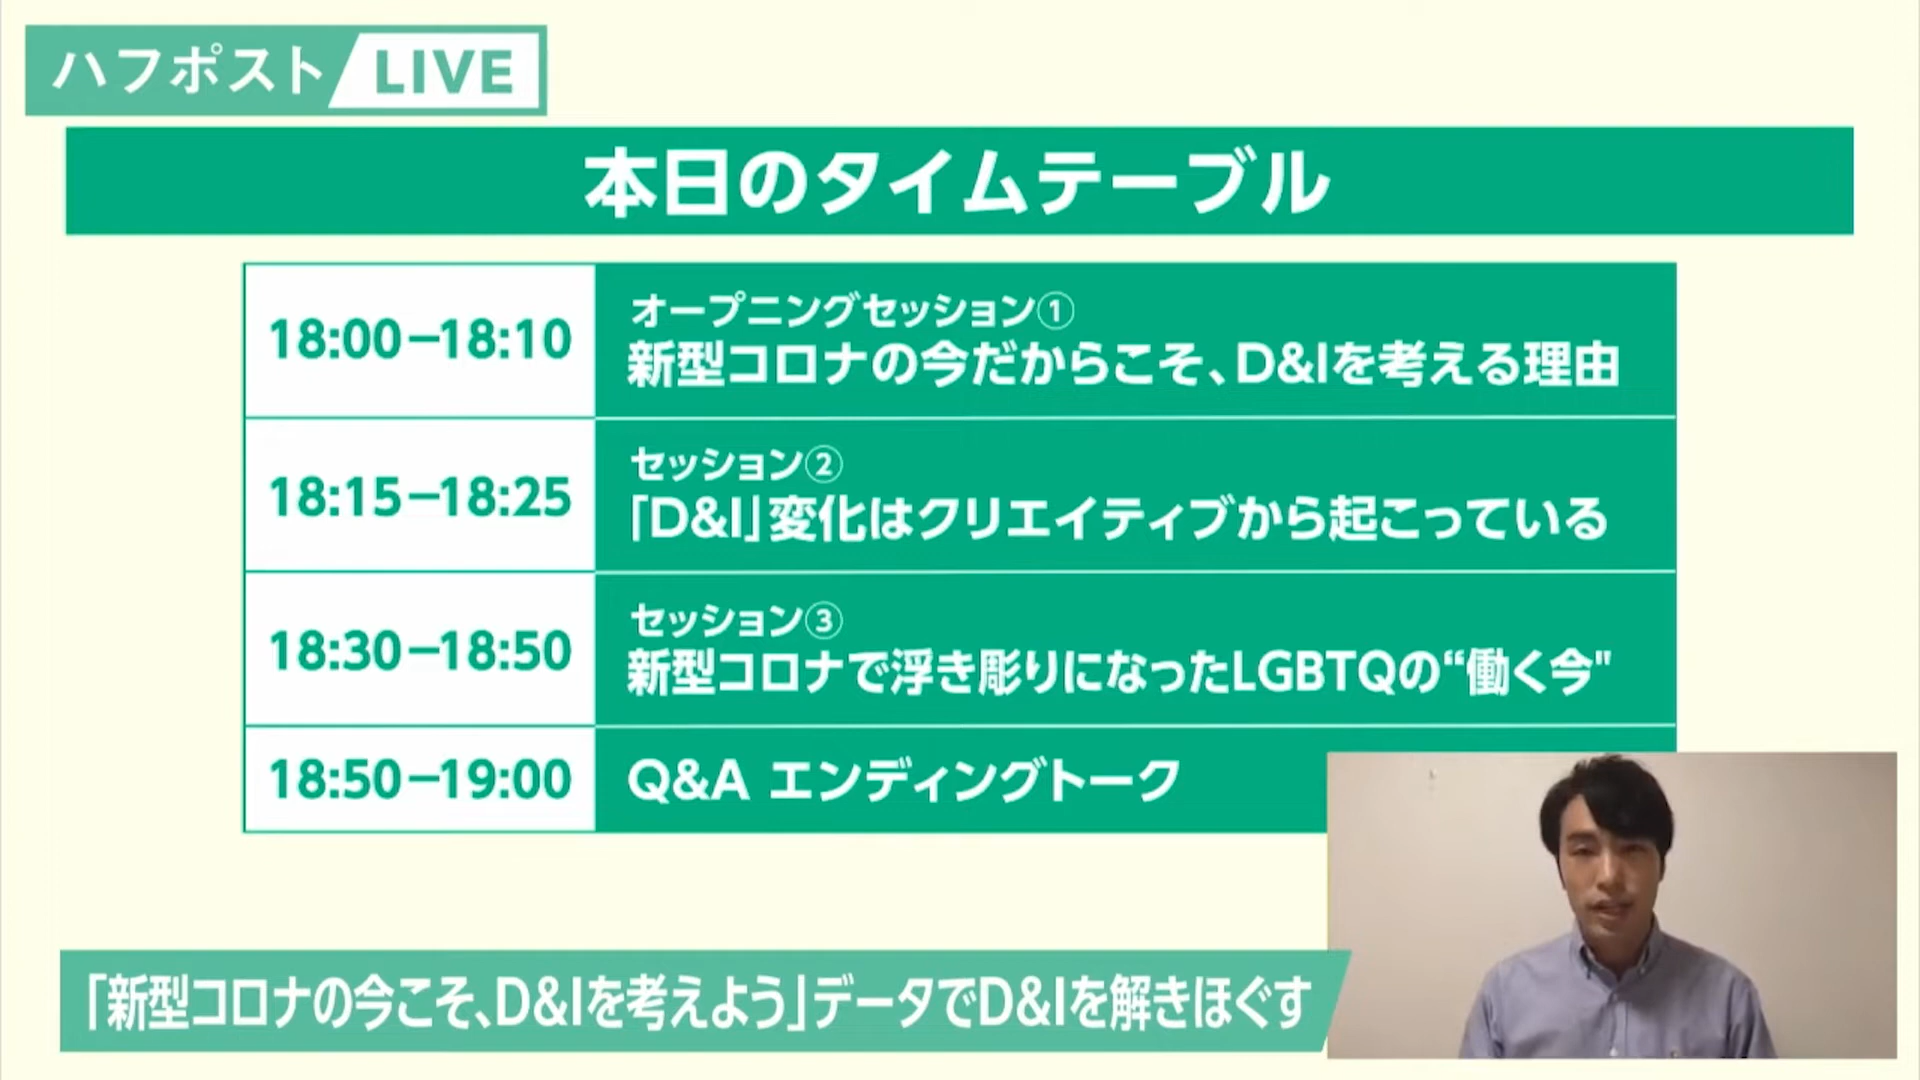 ハフポスト LIVE
本日のタイムテーブル
18:00－18:10
オープニングセッション①
新型コロナの今だからこそ、D&Iを考える理由
18:15－18:25
セッション②
「D&I」変化はクリエイティブから起こっている
18:30－18:50
セッション③
新型コロナで浮き彫りになったLGBTQの“働く今"
18:50－19:00
Q&A エンディングトーク
「新型コロナの今こそ、D&Iを考えよう」データでD&Iを解きほぐす